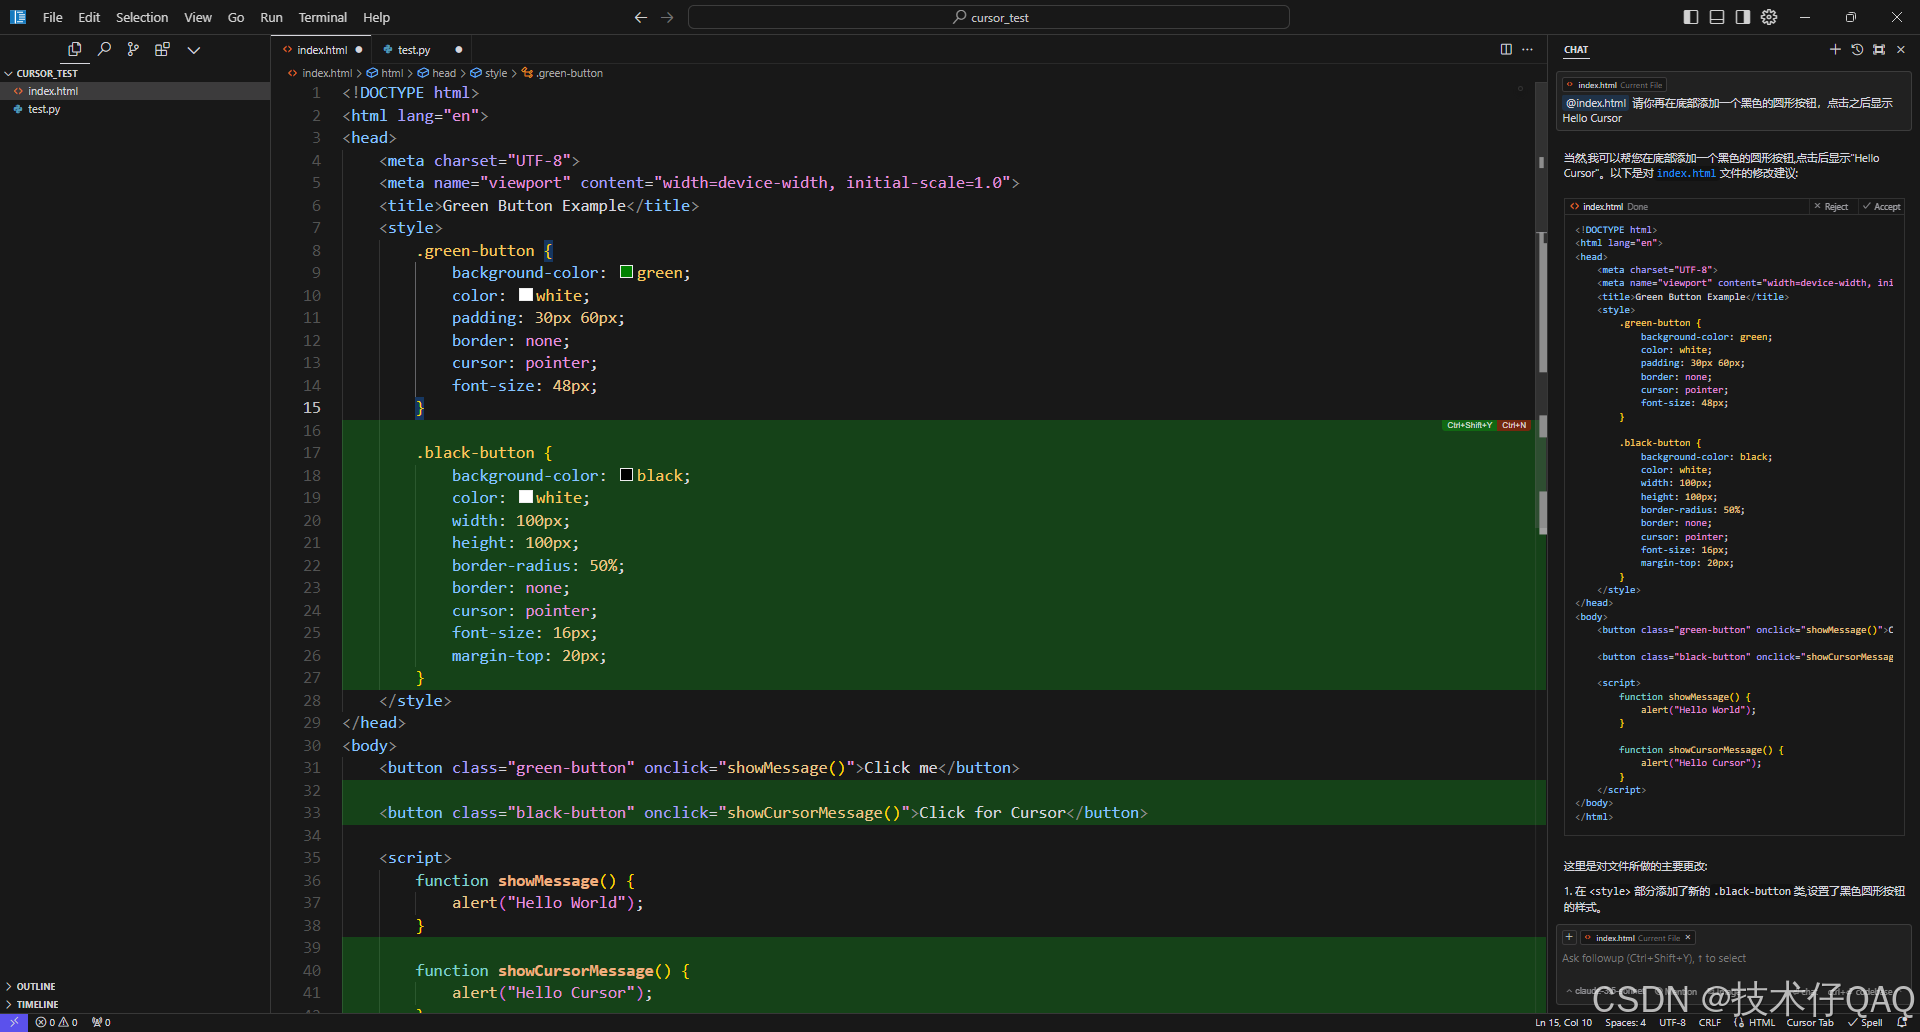 File Edit Selection View Go Run Terminal Help
cursor_test
index.html
test.py
CHAT
CURSOR_TEST
index.html
test.py
index.html > html > head > style > .green-button
1 <!DOCTYPE html>
2 <html lang="en">
3 <head>
4 <meta charset="UTF-8">
5 <meta name="viewport" content="width=device-width, initial-scale=1.0">
6 <title>Green Button Example</title>
7 <style>
8 .green-button {
9 background-color: green;
10 color: white;
11 padding: 30px 60px;
12 border: none;
13 cursor: pointer;
14 font-size: 48px;
15 }
16
Ctrl+Shift+Y Ctrl+N
17 .black-button {
18 background-color: black;
19 color: white;
20 width: 100px;
21 height: 100px;
22 border-radius: 50%;
23 border: none;
24 cursor: pointer;
25 font-size: 16px;
26 margin-top: 20px;
27 }
28 </style>
29 </head>
30 <body>
31 <button class="green-button" onclick="showMessage()">Click me</button>
32
33 <button class="black-button" onclick="showCursorMessage()">Click for Cursor</button>
34
35 <script>
36 function showMessage() {
37 alert("Hello World");
38 }
39
40 function showCursorMessage() {
41 alert("Hello Cursor");
index.html Current File
@index.html 请你再在底部添加一个黑色的圆形按钮，点击之后显示
Hello Cursor
当然,我可以帮您在底部添加一个黑色的圆形按钮,点击后显示"Hello
Cursor"。以下是对 index.html 文件的修改建议:
index.html Done Reject Accept
<!DOCTYPE html>
<html lang="en">
<head>
<meta charset="UTF-8">
<meta name="viewport" content="width=device-width, ini
<title>Green Button Example</title>
<style>
.green-button {
background-color: green;
color: white;
padding: 30px 60px;
border: none;
cursor: pointer;
font-size: 48px;
}
.black-button {
background-color: black;
color: white;
width: 100px;
height: 100px;
border-radius: 50%;
border: none;
cursor: pointer;
font-size: 16px;
margin-top: 20px;
}
</style>
</head>
<body>
<button class="green-button" onclick="showMessage()">C
<button class="black-button" onclick="showCursorMessag
<script>
function showMessage() {
alert("Hello World");
}
function showCursorMessage() {
alert("Hello Cursor");
}
</script>
</body>
</html>
这里是对文件所做的主要更改:
1. 在 <style> 部分添加了新的 .black-button 类,设置了黑色圆形按钮
的样式。
index.html Current File
Ask followup (Ctrl+Shift+Y), ↑ to select
CSDN @技术仔QAQ
OUTLINE
TIMELINE
0 0 0
Ln 15, Col 10 Spaces: 4 UTF-8 CRLF HTML Cursor Tab Spell